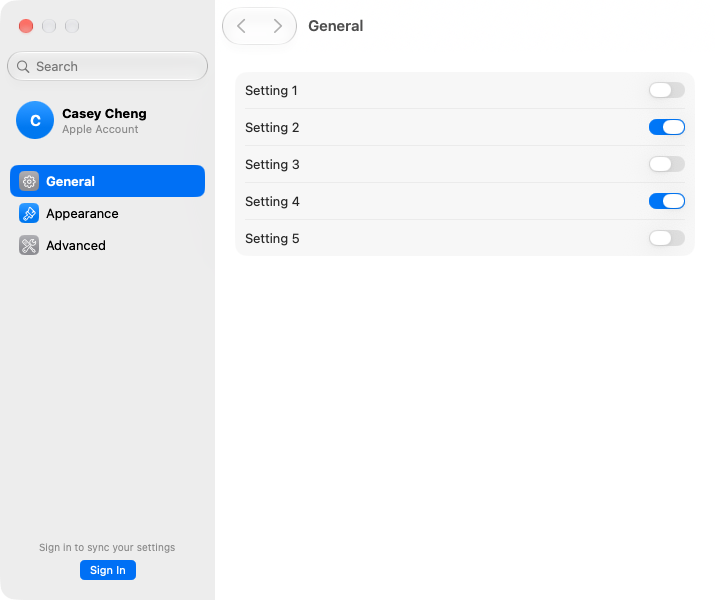 Search
C
Casey Cheng
Apple Account
General
Appearance
Advanced
Sign in to sync your settings
Sign In
General
Setting 1
Setting 2
Setting 3
Setting 4
Setting 5